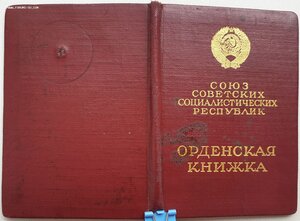 СОЮЗ
СОВЕТСКИХ
СОЦИАЛИСТИЧЕСКИХ
РЕСПУБЛИК
ОРДЕНСКАЯ
КНИЖКА